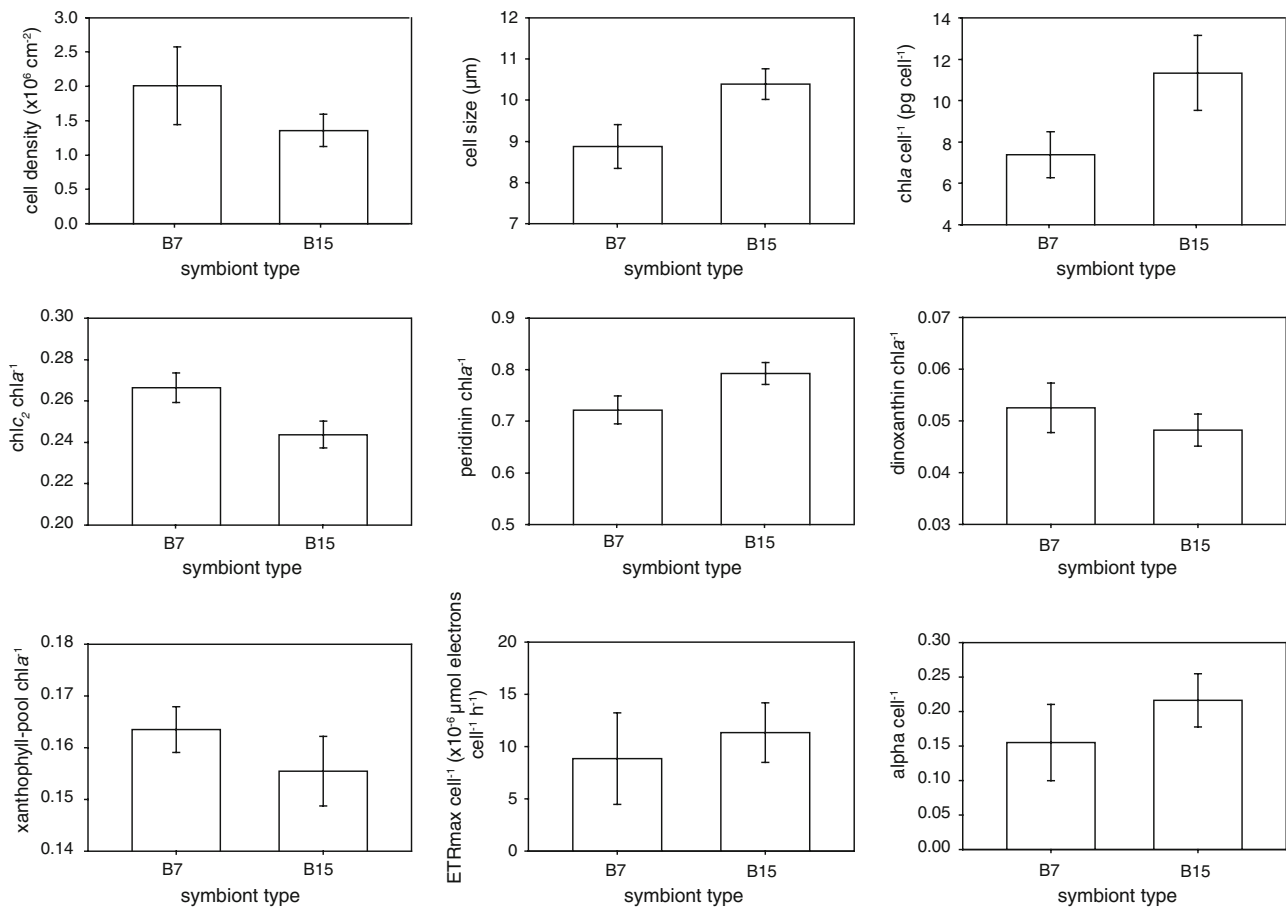 cell density (x10⁶ cm⁻²)
3.0
2.5
2.0
1.5
1.0
0.5
0.0
B7 B15
symbiont type
cell size (µm)
12
11
10
9
8
7
B7 B15
symbiont type
chla cell⁻¹ (pg cell⁻¹)
14
12
10
8
6
4
B7 B15
symbiont type
chlc₂ chla⁻¹
0.30
0.28
0.26
0.24
0.22
0.20
B7 B15
symbiont type
peridinin chla⁻¹
0.9
0.8
0.7
0.6
0.5
B7 B15
symbiont type
dinoxanthin chla⁻¹
0.07
0.06
0.05
0.04
0.03
B7 B15
symbiont type
xanthophyll-pool chla⁻¹
0.18
0.17
0.16
0.15
0.14
B7 B15
symbiont type
ETRmax cell⁻¹ (x10⁻⁶ µmol electrons
cell⁻¹ h⁻¹)
20
15
10
5
0
B7 B15
symbiont type
alpha cell⁻¹
0.30
0.25
0.20
0.15
0.10
0.05
0.00
B7 B15
symbiont type